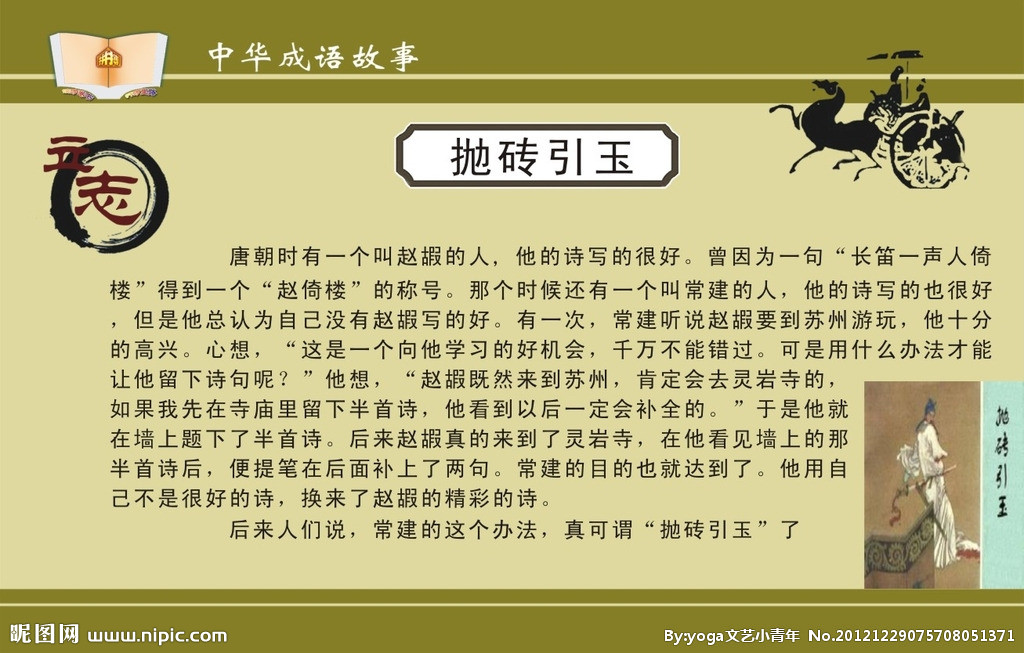 中华成语故事
立志
抛砖引玉
唐朝时有一个叫赵嘏的人，他的诗写的很好。曾因为一句“长笛一声人倚
楼”得到一个“赵倚楼”的称号。那个时候还有一个叫常建的人，他的诗写的也很好
，但是他总认为自己没有赵嘏写的好。有一次，常建听说赵嘏要到苏州游玩，他十分
的高兴。心想，“这是一个向他学习的好机会，千万不能错过。可是用什么办法才能
让他留下诗句呢？”他想，“赵嘏既然来到苏州，肯定会去灵岩寺的，
如果我先在寺庙里留下半首诗，他看到以后一定会补全的。”于是他就
在墙上题下了半首诗。后来赵嘏真的来到了灵岩寺，在他看见墙上的那
半首诗后，便提笔在后面补上了两句。常建的目的也就达到了。他用自
己不是很好的诗，换来了赵嘏的精彩的诗。
后来人们说，常建的这个办法，真可谓“抛砖引玉”了
抛砖引玉
昵图网 www.nipic.com
By:yoga文艺小青年 No.20121229075708051371